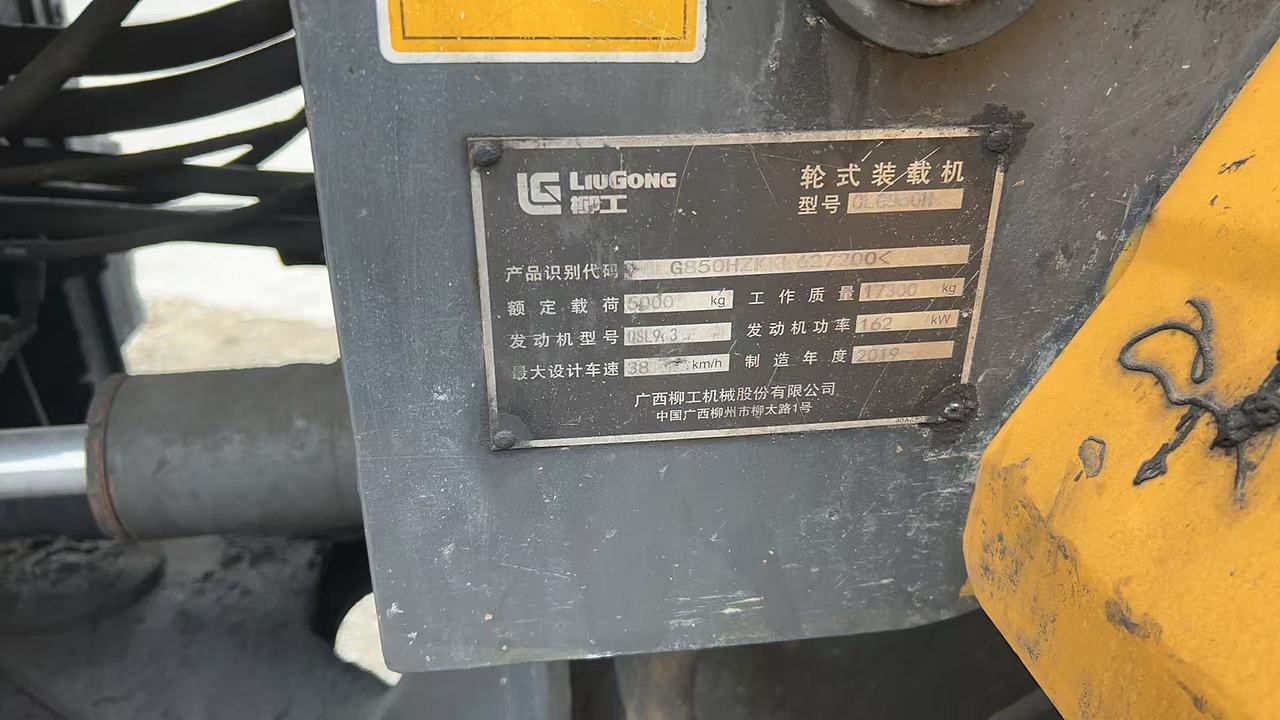 LG LIUGONG
柳工
轮式装载机
型号
产品识别代码
额定载荷 5000 kg 工作质量 17300 kg
发动机型号 发动机功率 162 kW
最大设计车速 38 km/h 制造年度 2019
广西柳工机械股份有限公司
中国广西柳州市柳太路1号